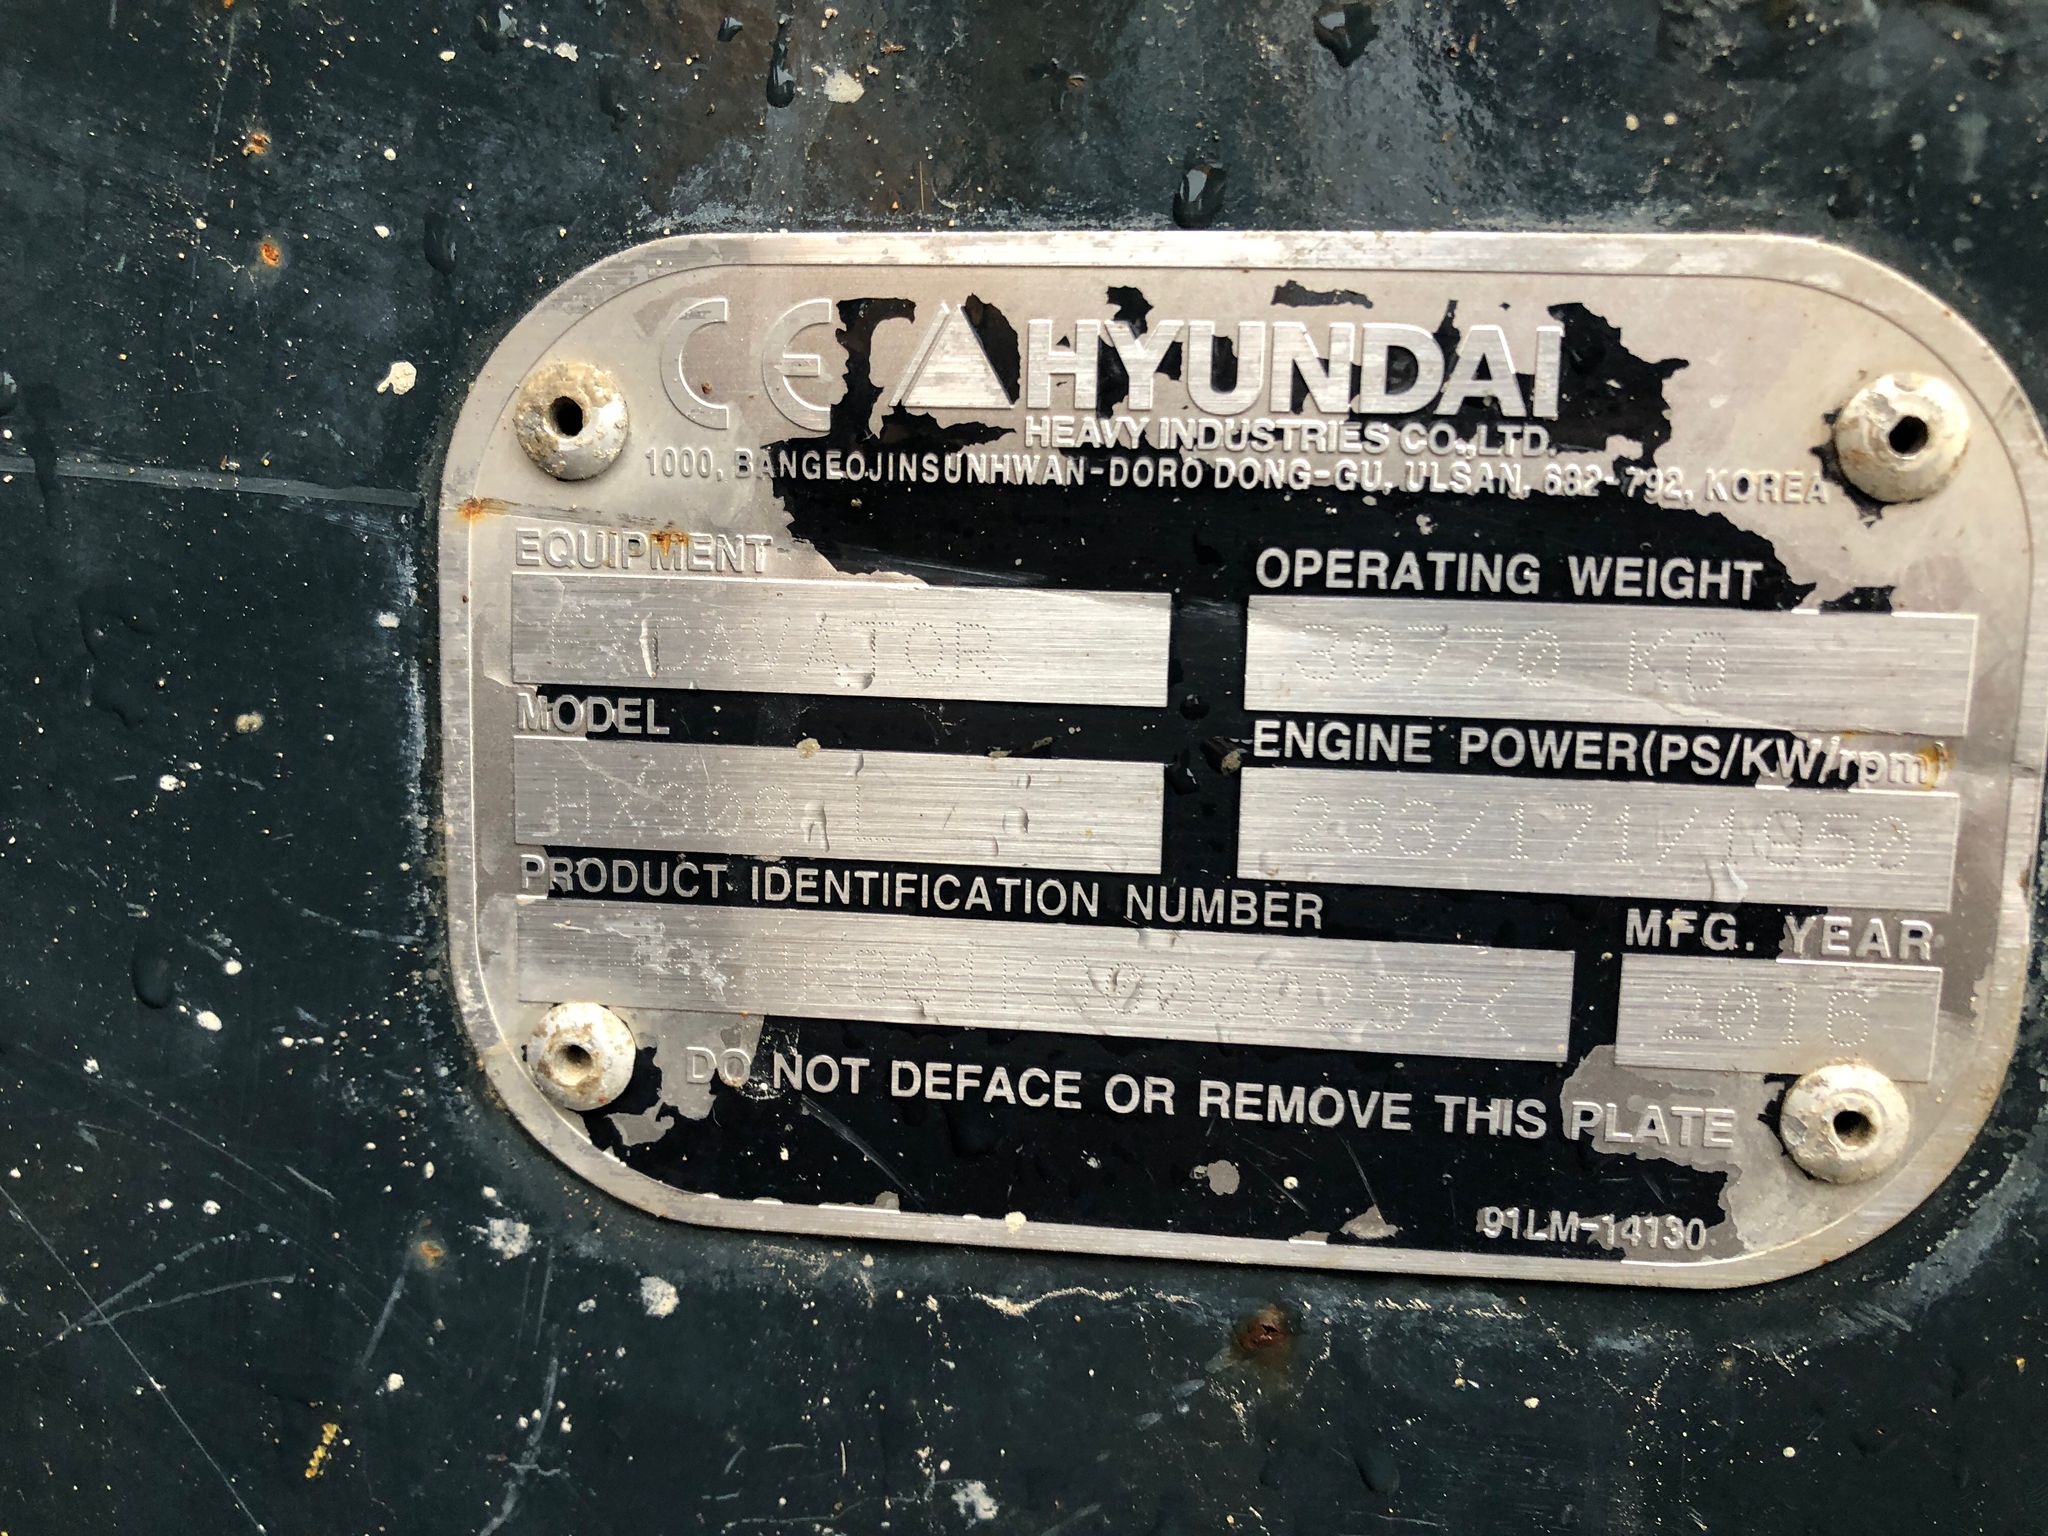 CE HYUNDAI
HEAVY INDUSTRIES CO.,LTD.
1000, BANGEOJINSUNHWAN-DORO DONG-GU, ULSAN, 682-792, KOREA
EQUIPMENT
OPERATING WEIGHT
EXCAVATOR
30770 KG
MODEL
ENGINE POWER(PS/KW/rpm)
HX300 L
233/171/1850
PRODUCT IDENTIFICATION NUMBER
MFG. YEAR
2016
DO NOT DEFACE OR REMOVE THIS PLATE
91LM-14130